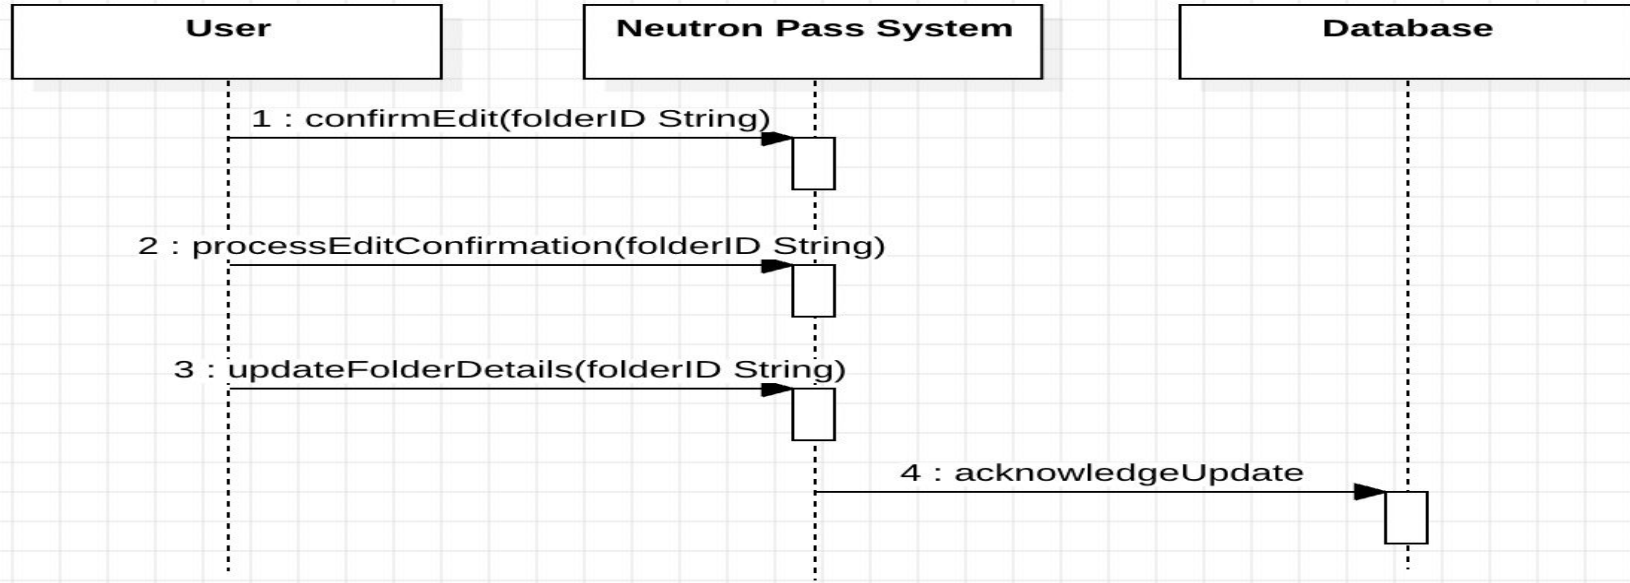 User
Neutron Pass System
Database
1 : confirmEdit(folderID String)
2 : processEditConfirmation(folderID String)
3 : updateFolderDetails(folderID String)
4 : acknowledgeUpdate